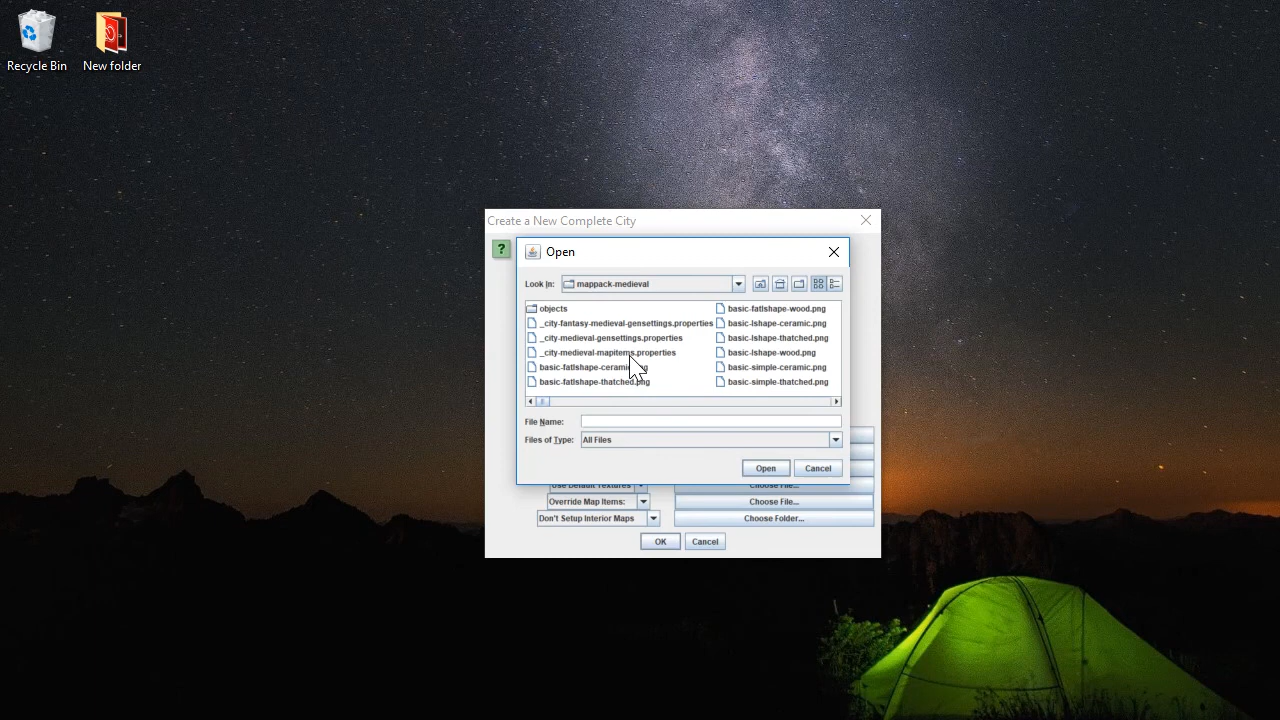 Recycle Bin
New folder
Create a New Complete City
?
Open
Look In:
mappack-medieval
objects
_city-fantasy-medieval-gensettings.properties
_city-medieval-gensettings.properties
_city-medieval-mapitems.properties
basic-fatlshape-ceramic.png
basic-fatlshape-thatched.png
basic-fatlshape-wood.png
basic-lshape-ceramic.png
basic-lshape-thatched.png
basic-lshape-wood.png
basic-simple-ceramic.png
basic-simple-thatched.png
File Name:
Files of Type:
All Files
Open
Cancel
Use Default Textures
Choose File...
Override Map Items:
Choose File...
Don't Setup Interior Maps
Choose Folder...
OK
Cancel